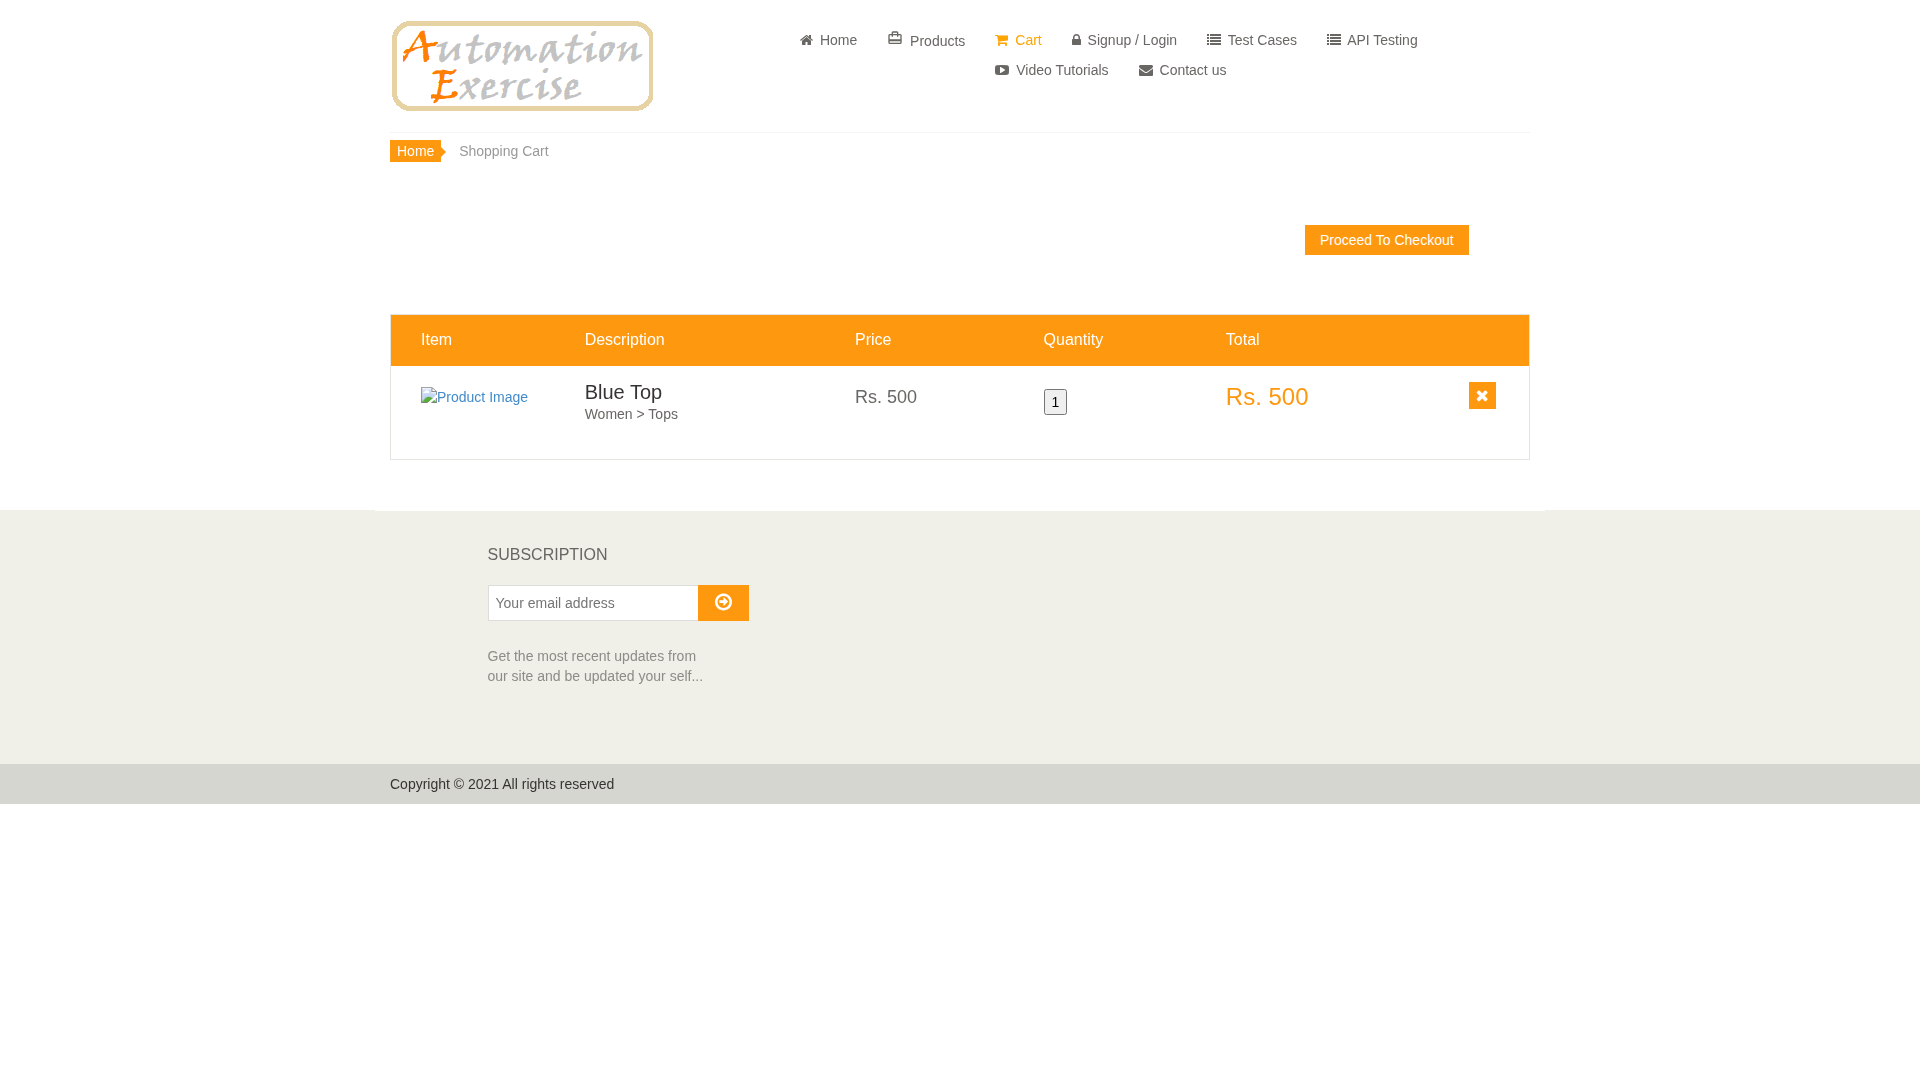 Automation
Exercise
Home
Products
Cart
Signup / Login
Test Cases
API Testing
Video Tutorials
Contact us
Home
Shopping Cart
Proceed To Checkout
Item Description Price Quantity Total
Product Image
Blue Top
Women > Tops
Rs. 500
1
Rs. 500
SUBSCRIPTION
Your email address
Get the most recent updates from
our site and be updated your self...
Copyright © 2021 All rights reserved